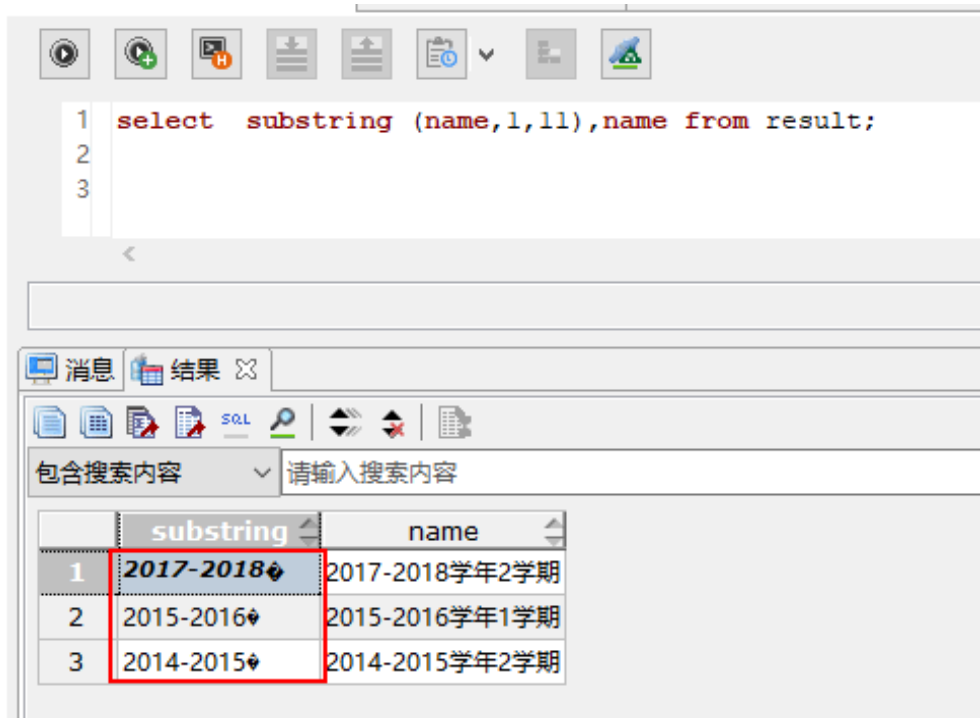 1 select  substring (name,1,11),name from result;
2
3
消息 结果
SQL
包含搜索内容 请输入搜索内容
substring name
1 2017-2018� 2017-2018学年2学期
2 2015-2016� 2015-2016学年1学期
3 2014-2015� 2014-2015学年2学期